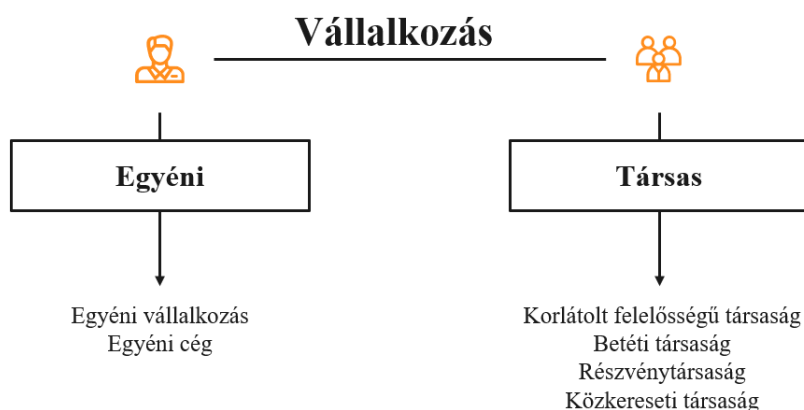 Vállalkozás
Egyéni
Társas
Egyéni vállalkozás
Egyéni cég
Korlátolt felelősségű társaság
Betéti társaság
Részvénytársaság
Közkereseti társaság